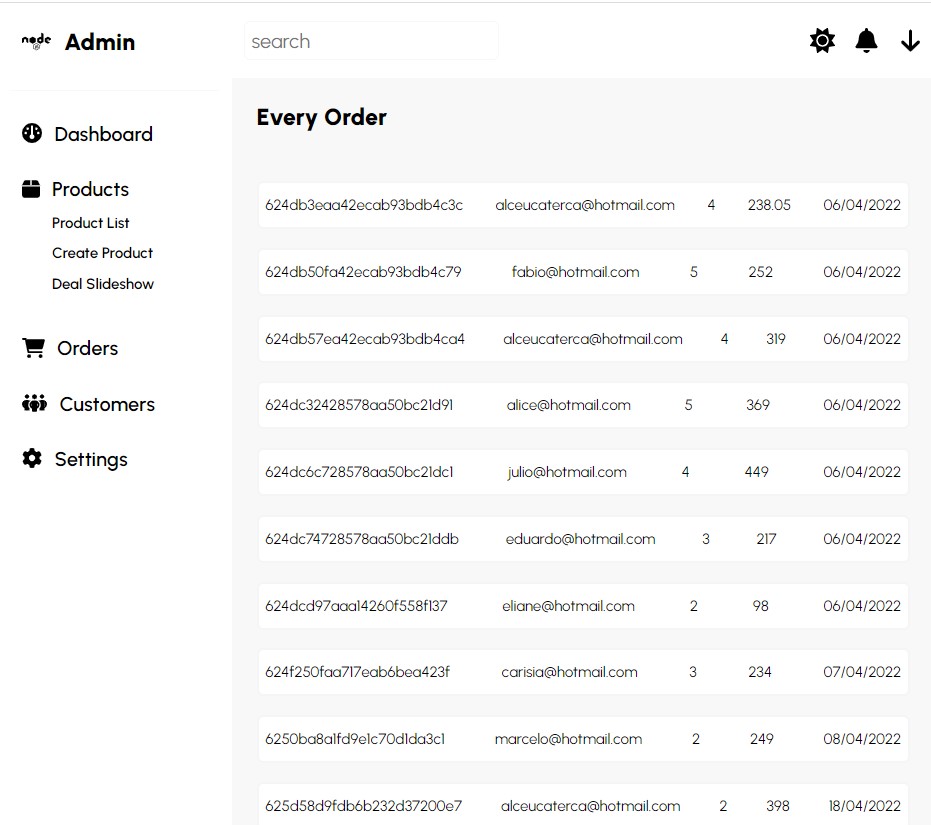 node Admin
search
Every Order
Dashboard
Products
Product List
Create Product
Deal Slideshow
Orders
Customers
Settings
624db3eaa42ecab93bdb4c3c alceucaterca@hotmail.com 4 238.05 06/04/2022
624db50fa42ecab93bdb4c79 fabio@hotmail.com 5 252 06/04/2022
624db57ea42ecab93bdb4ca4 alceucaterca@hotmail.com 4 319 06/04/2022
624dc32428578aa50bc21d91 alice@hotmail.com 5 369 06/04/2022
624dc6c728578aa50bc21dc1 julio@hotmail.com 4 449 06/04/2022
624dc74728578aa50bc21ddb eduardo@hotmail.com 3 217 06/04/2022
624dcd97aaa14260f558f137 eliane@hotmail.com 2 98 06/04/2022
624f250faa717eab6bea423f carisia@hotmail.com 3 234 07/04/2022
6250ba8a1fd9e1c70d1da3c1 marcelo@hotmail.com 2 249 08/04/2022
625d58d9fdb6b232d37200e7 alceucaterca@hotmail.com 2 398 18/04/2022